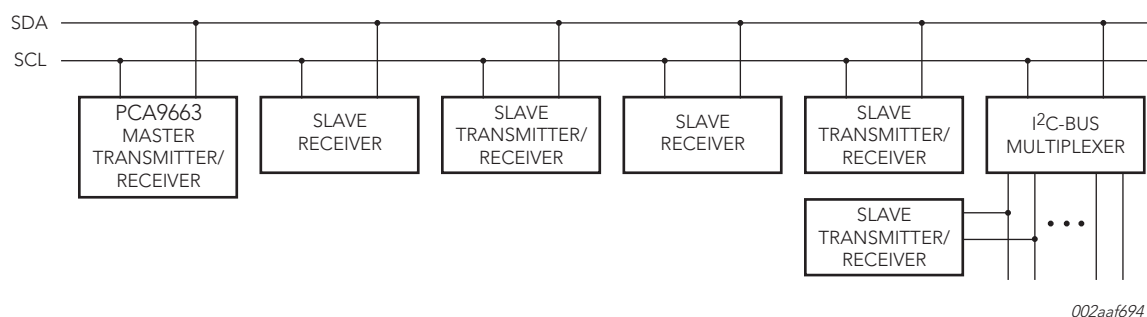 SDA
SCL
PCA9663
MASTER
TRANSMITTER/
RECEIVER
SLAVE
RECEIVER
SLAVE
TRANSMITTER/
RECEIVER
SLAVE
RECEIVER
SLAVE
TRANSMITTER/
RECEIVER
I²C-BUS
MULTIPLEXER
SLAVE
TRANSMITTER/
RECEIVER
002aaf694